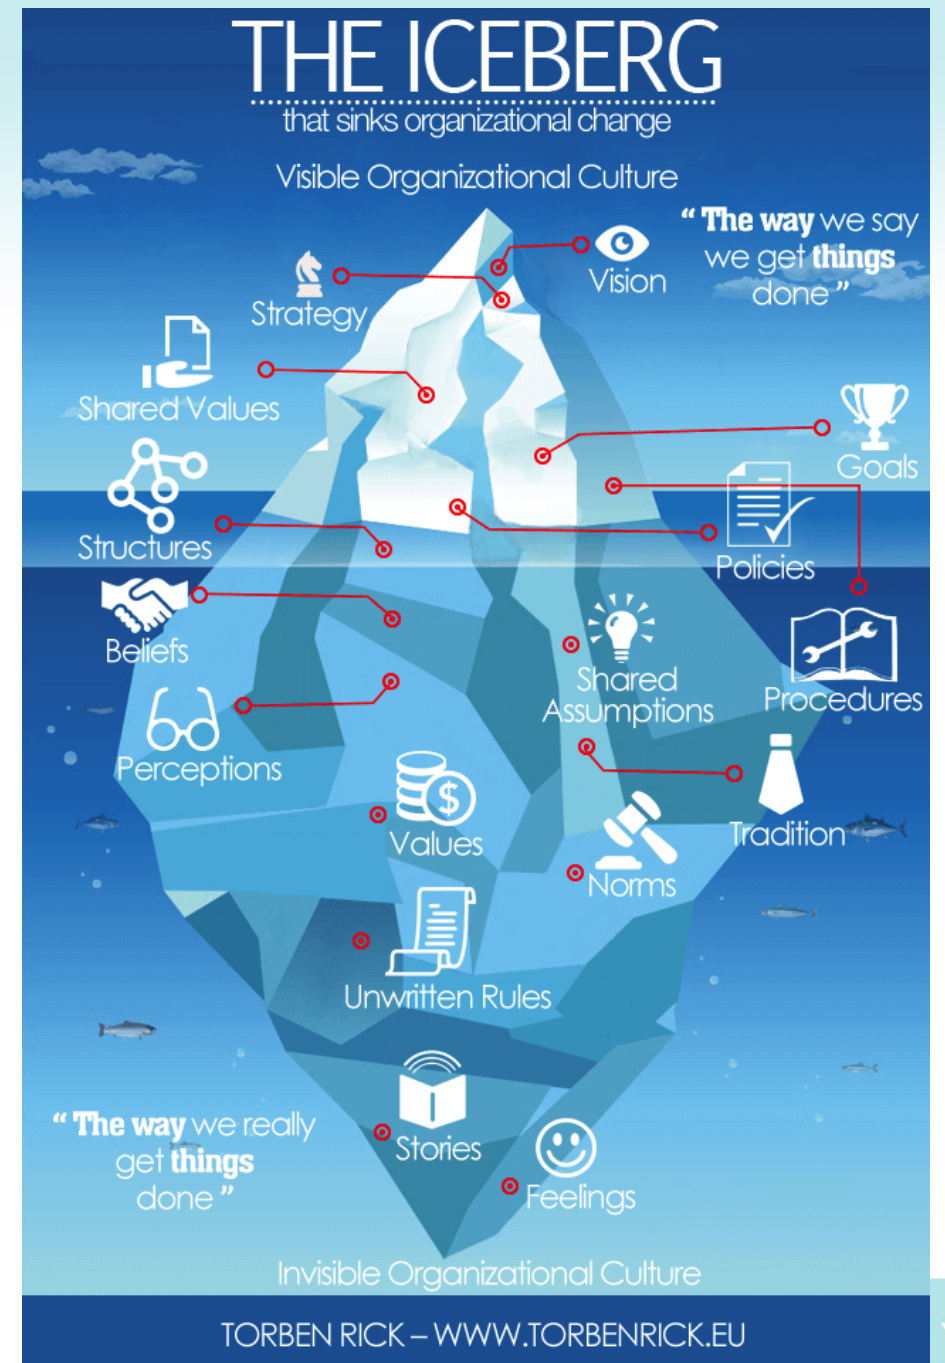 THE ICEBERG
that sinks organizational change
Visible Organizational Culture
“ The way we say
we get things
done ”
Vision
Strategy
Shared Values
Goals
Structures
Policies
Beliefs
Shared
Assumptions
Procedures
Perceptions
$
Values
Tradition
Norms
Unwritten Rules
“ The way we really
get things
done ”
Stories
Feelings
Invisible Organizational Culture
TORBEN RICK – WWW.TORBENRICK.EU